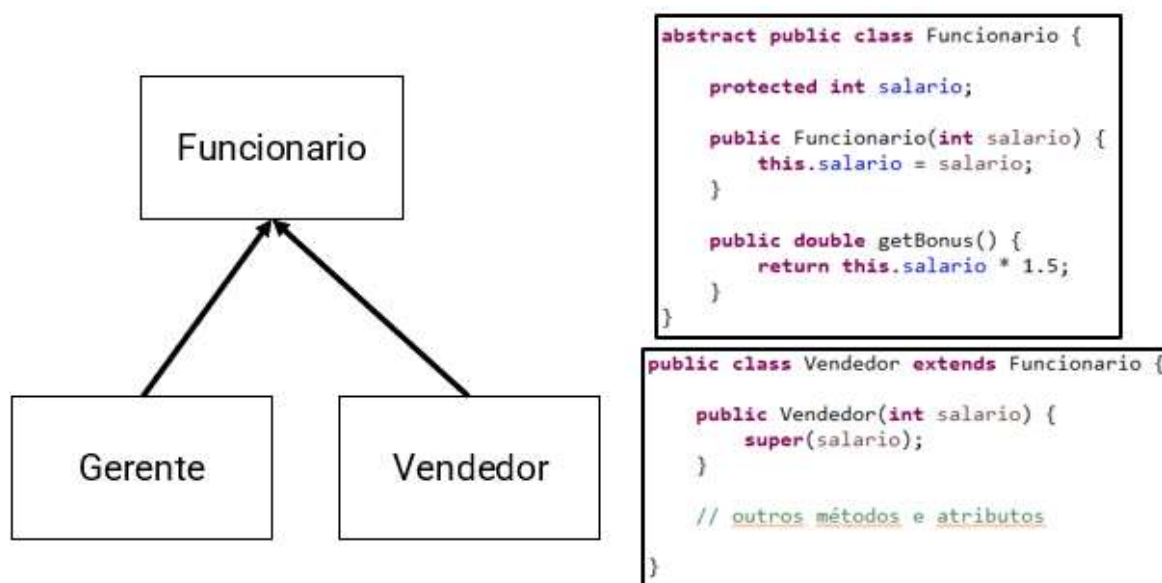 Funcionario
Gerente
Vendedor
abstract public class Funcionario {
protected int salario;
public Funcionario(int salario) {
this.salario = salario;
}
public double getBonus() {
return this.salario * 1.5;
}
}
public class Vendedor extends Funcionario {
public Vendedor(int salario) {
super(salario);
}
// outros métodos e atributos
}